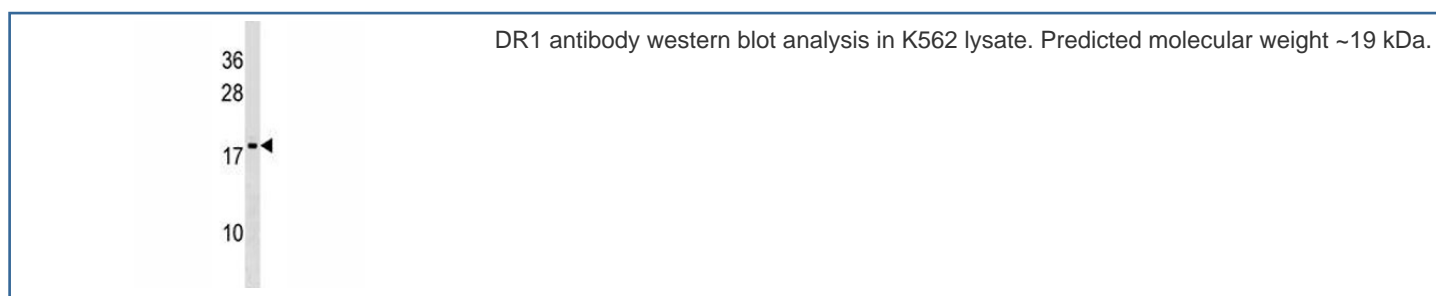 DR1 antibody western blot analysis in K562 lysate. Predicted molecular weight ~19 kDa.
36
28
17
10